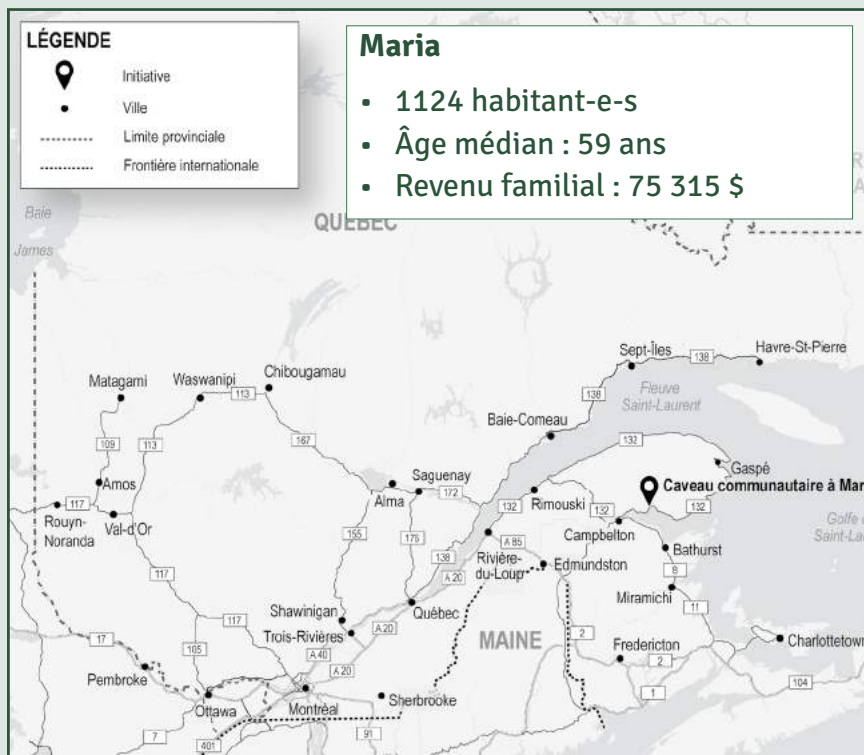 LÉGENDE
Initiative
Ville
Limite provinciale
Frontière internationale
Maria
• 1124 habitant-e-s
• Âge médian : 59 ans
• Revenu familial : 75 315 $
Baie
James
QUÉBEC
Sept-Îles
138
Havre-St-Pierre
Matagami
Waswanipi
113
Chibougamau
138
Fleuve
Saint-Laurent
Baie-Comeau
109
113
167
132
Gaspé
Amos
Alma
Saguenay
172
132
Rimouski
Caveau communautaire à Mar
132
132
Rouyn-
Noranda
117
Val-d'Or
Campbelton
Golfe
Saint-Lau
155
175
138
A 85
Rivière-
du-Loup
Edmundston
Bathurst
8
117
A 20
Miramichi
11
Shawinigan
Québec
Trois-Rivières
A 20
117
MAINE
17
105
A 40
A 20
2
Fredericton
2
Charlottetown
Pembroke
Ottawa
Montréal
Sherbrooke
1
104
7
401
91